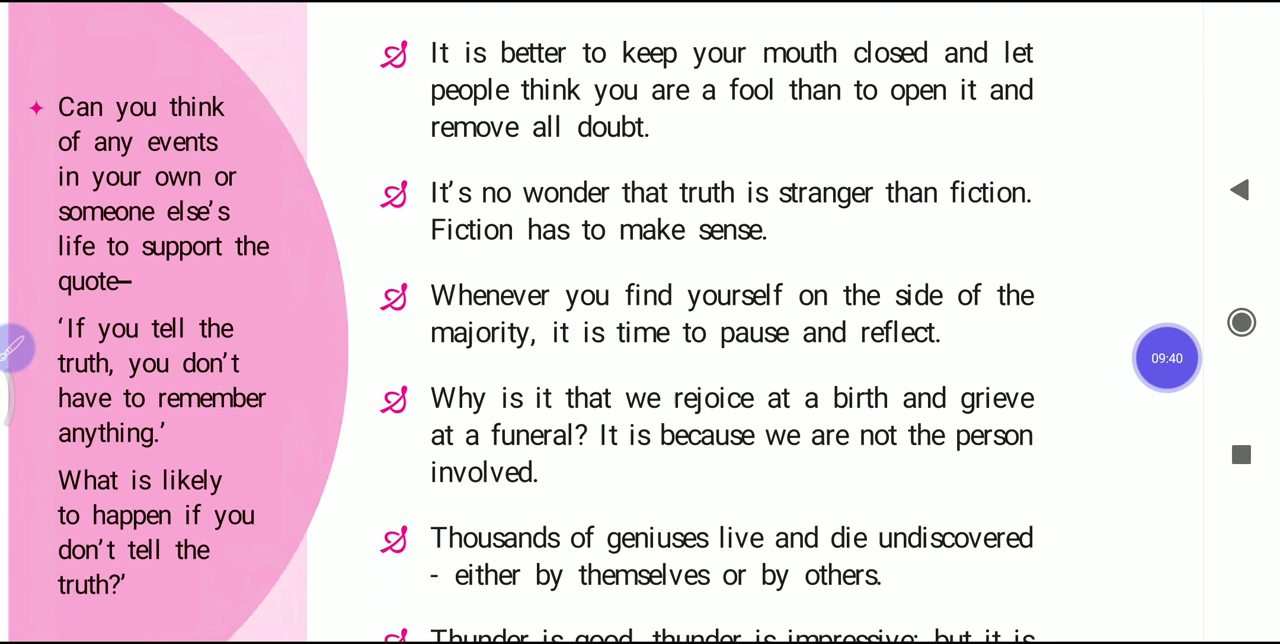 Can you think
of any events
in your own or
someone else's
life to support the
quote–
'If you tell the
truth, you don't
have to remember
anything.'
What is likely
to happen if you
don't tell the
truth?'
It is better to keep your mouth closed and let
people think you are a fool than to open it and
remove all doubt.
It's no wonder that truth is stranger than fiction.
Fiction has to make sense.
Whenever you find yourself on the side of the
majority, it is time to pause and reflect.
Why is it that we rejoice at a birth and grieve
at a funeral? It is because we are not the person
involved.
Thousands of geniuses live and die undiscovered
- either by themselves or by others.
Thunder is good, thunder is impressive; but it is
09:40